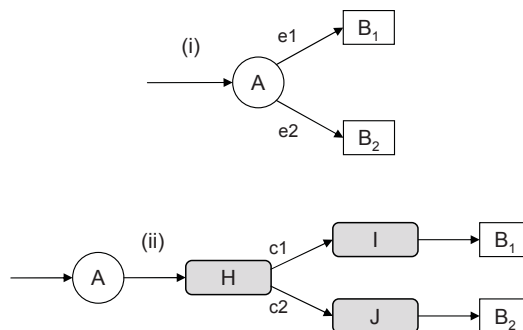 (i)
e1
B₁
A
e2
B₂
(ii)
A
H
c1
c2
I
J
B₁
B₂